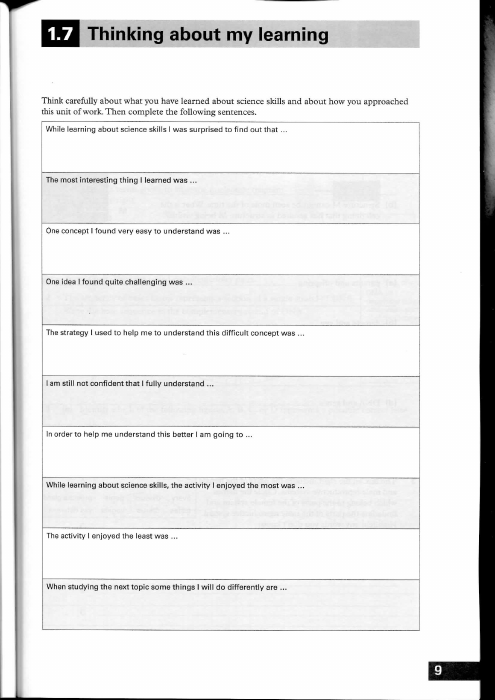 1.7 Thinking about my learning
Think carefully about what you have learned about science skills and about how you approached
this unit of work. Then complete the following sentences.
While learning about science skills I was surprised to find out that ...
The most interesting thing I learned was ...
One concept I found very easy to understand was ...
One idea I found quite challenging was ...
The strategy I used to help me to understand this difficult concept was ...
I am still not confident that I fully understand ...
In order to help me understand this better I am going to ...
While learning about science skills, the activity I enjoyed the most was ...
The activity I enjoyed the least was ...
When studying the next topic some things I will do differently are ...
9